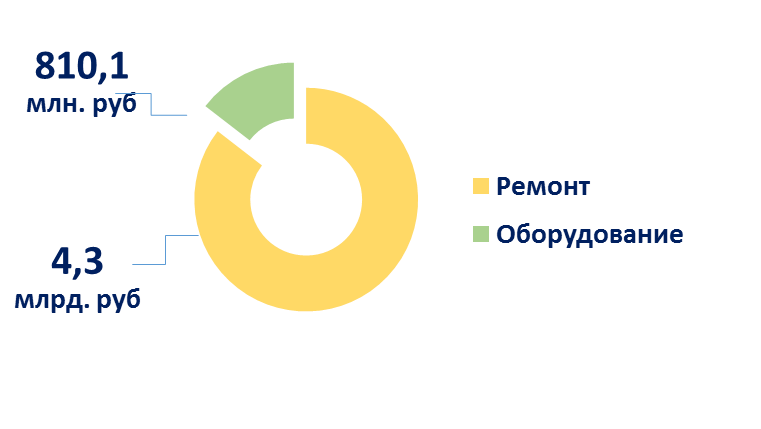 810,1
млн. руб
4,3
млрд. руб
Ремонт
Оборудование